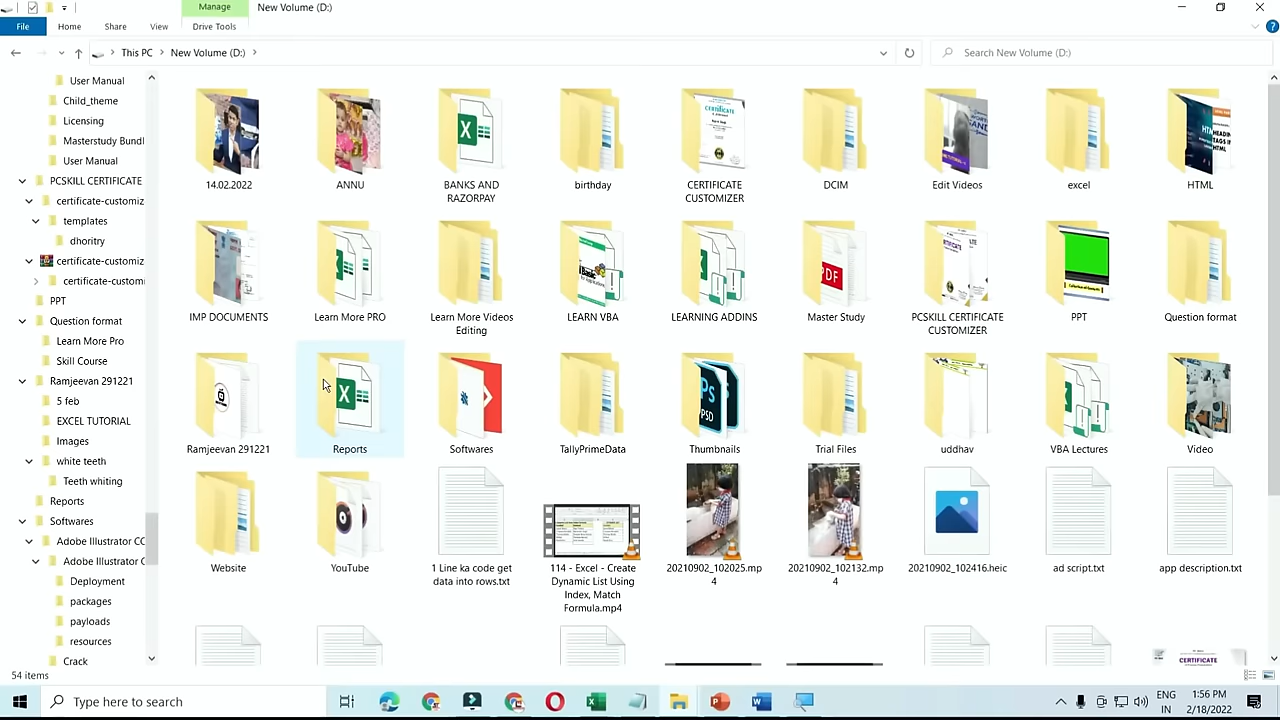 Manage
New Volume (D:)
File
Home
Share
View
Drive Tools
This PC
New Volume (D:)
Search New Volume (D:)
User Manual
Child_theme
Licensing
Masterstudy Bundl
User Manual
PCSKILL CERTIFICATE
certificate-customiz
templates
dhoritry
certificate-customiz
certificate-custom
PPT
Question format
Learn More Pro
Skill Course
Ramjeevan 291221
5 feb
EXCEL TUTORIAL
Images
white teeth
Teeth whiting
Reports
Softwares
Adobe Illustrator CC
Adobe Illustrator C
Deployment
packages
payloads
resources
Crack
14.02.2022
ANNU
BANKS AND
RAZORPAY
birthday
CERTIFICATE
CUSTOMIZER
DCIM
Edit Videos
excel
HTML
IMP DOCUMENTS
Learn More PRO
Learn More Videos
Editing
LEARN VBA
LEARNING ADDINS
Master Study
PCSKILL CERTIFICATE
CUSTOMIZER
PPT
Question format
Ramjeevan 291221
Reports
Softwares
TallyPrimeData
Thumbnails
Trial Files
uddhav
VBA Lectures
Video
Website
YouTube
1 Line ka code get
data into rows.txt
114 - Excel - Create
Dynamic List Using
Index, Match
Formula.mp4
20210902_102025.mp
4
20210902_102132.mp
4
20210902_102416.heic
ad script.txt
app description.txt
CERTIFICATE
54 items
Type here to search
ENG
IN
1:56 PM
2/18/2022